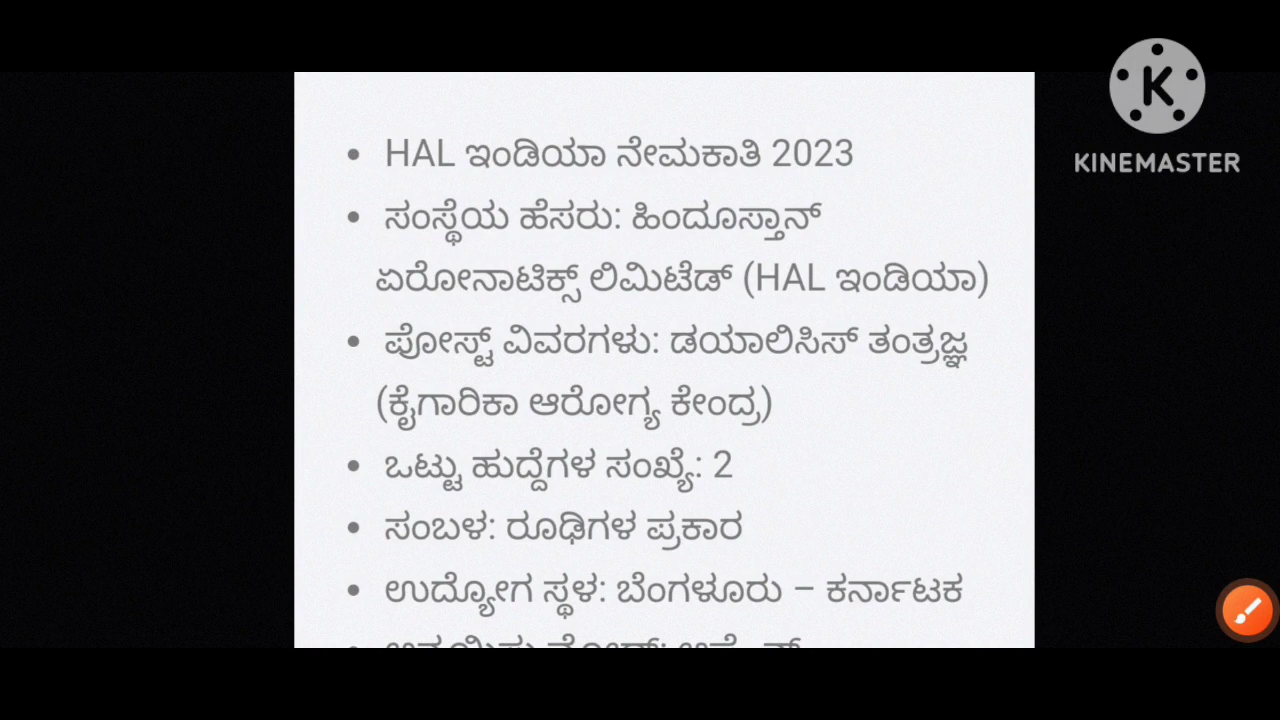 KINEMASTER
• HAL ಇಂಡಿಯಾ ನೇಮಕಾತಿ 2023
• ಸಂಸ್ಥೆಯ ಹೆಸರು: ಹಿಂದೂಸ್ತಾನ್
ಏರೋನಾಟಿಕ್ಸ್ ಲಿಮಿಟೆಡ್ (HAL ಇಂಡಿಯಾ)
• ಪೋಸ್ಟ್ ವಿವರಗಳು: ಡಯಾಲಿಸಿಸ್ ತಂತ್ರಜ್ಞ
(ಕೈಗಾರಿಕಾ ಆರೋಗ್ಯ ಕೇಂದ್ರ)
• ಒಟ್ಟು ಹುದ್ದೆಗಳ ಸಂಖ್ಯೆ: 2
• ಸಂಬಳ: ರೂಢಿಗಳ ಪ್ರಕಾರ
• ಉದ್ಯೋಗ ಸ್ಥಳ: ಬೆಂಗಳೂರು – ಕರ್ನಾಟಕ